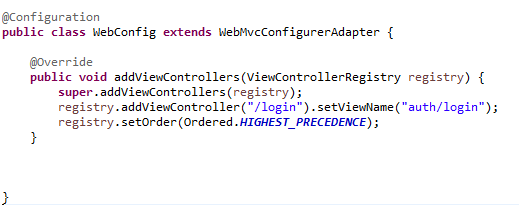 @Configuration
public class WebConfig extends WebMvcConfigurerAdapter {
@Override
public void addViewControllers(ViewControllerRegistry registry) {
super.addViewControllers(registry);
registry.addViewController("/login").setViewName("auth/login");
registry.setOrder(Ordered.HIGHEST_PRECEDENCE);
}
}